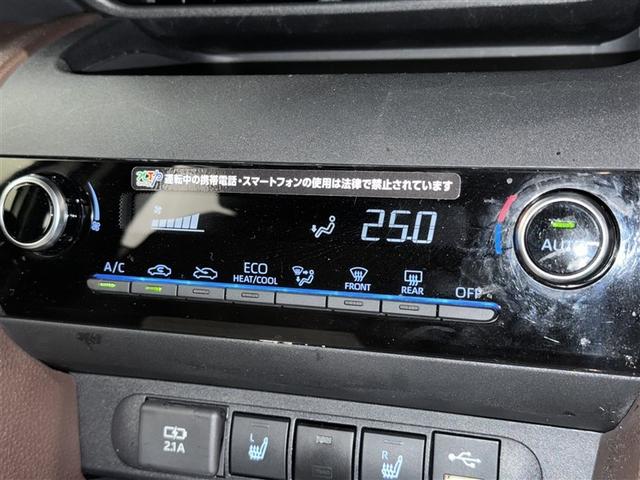 運転中の携帯電話・スマートフォンの使用は法律で禁止されています
25.0
AUTO
A/C
ECO
HEAT/COOL
FRONT
REAR
OFF
2.1A
L
R